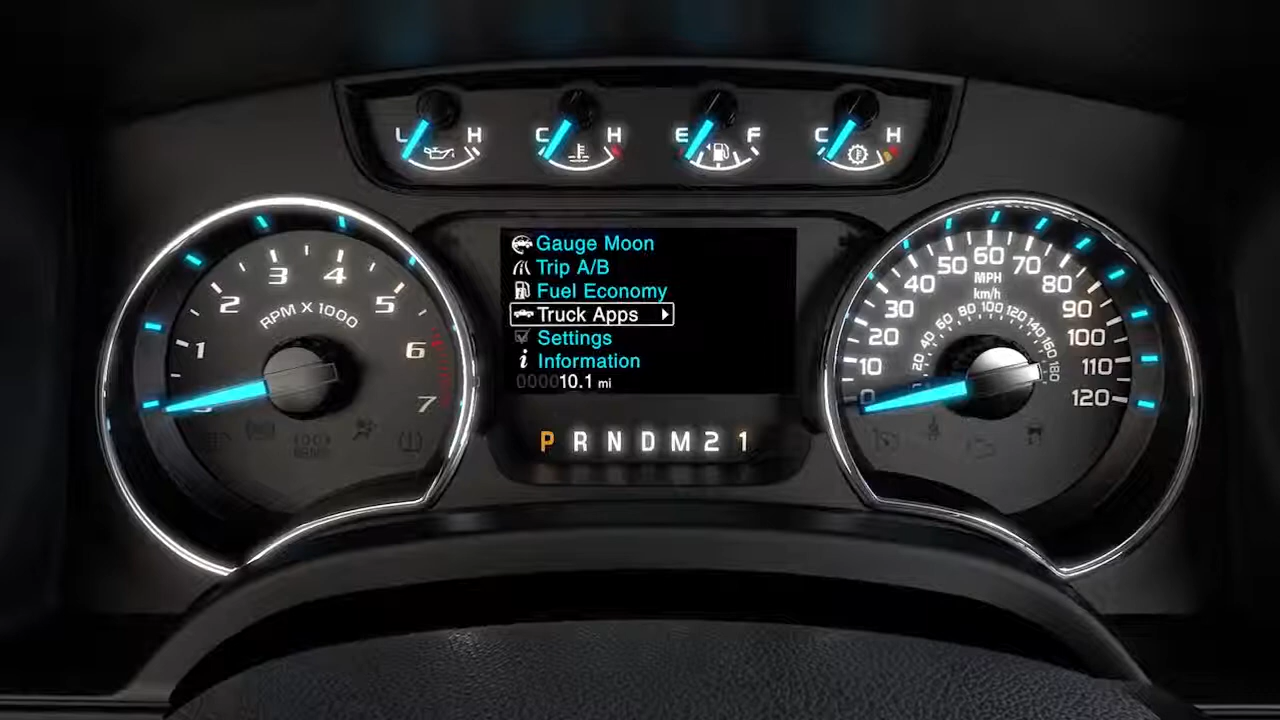 L H C H E F C H
RPM X 1000
1 2 3 4 5 6 7
Gauge Moon
Trip A/B
Fuel Economy
Truck Apps
Settings
Information
000010.1 mi
P R N D M 2 1
0 10 20 30 40 50 60 70 80 90 100 110 120
MPH
km/h
20 40 60 80 100 120 140 160 180